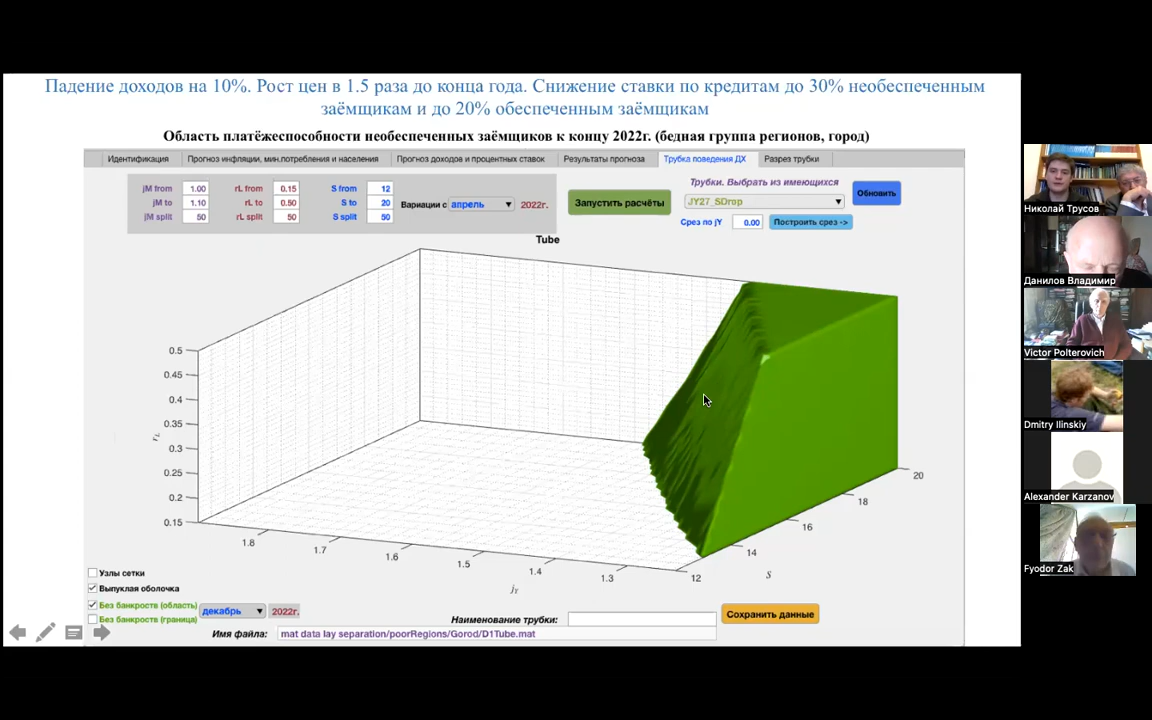 Падение доходов на 10%. Рост цен в 1.5 раза до конца года. Снижение ставки по кредитам до 30% необеспеченным
заёмщикам и до 20% обеспеченным заёмщикам
Область платёжеспособности необеспеченных заёмщиков к концу 2022г. (бедная группа регионов, город)
Идентификация Прогноз инфляции, мин.потребления и населения Прогноз доходов и процентных ставок Результаты прогноза Трубка поведения ДХ Разрез трубки
jM from 1.00 rL from 0.15 S from 12
jM to 1.10 rL to 0.50 S to 20
jM split 50 rL split 50 S split 50
Вариации с апрель 2022г.
Запустить расчёты
Трубки. Выбрать из имеющихся
JY27_SDrop
Обновить
Срез по jY 0.00 Построить срез ->
Tube
0.5
0.45
0.4
0.35
0.3
0.25
0.2
0.15
rL
1.8
1.7
1.6
1.5
1.4
1.3
jY
12
14
16
18
20
S
Узлы сетки
Выпуклая оболочка
Без банкротств (область)
Без банкротств (граница)
декабрь 2022г.
Наименование трубки:
Сохранить данные
Имя файла: mat data lay separation/poorRegions/Gorod/D1Tube.mat
Николай Трусов
Данилов Владимир
Victor Polterovich
Dmitry Ilinskiy
Alexander Karzanov
Fyodor Zak